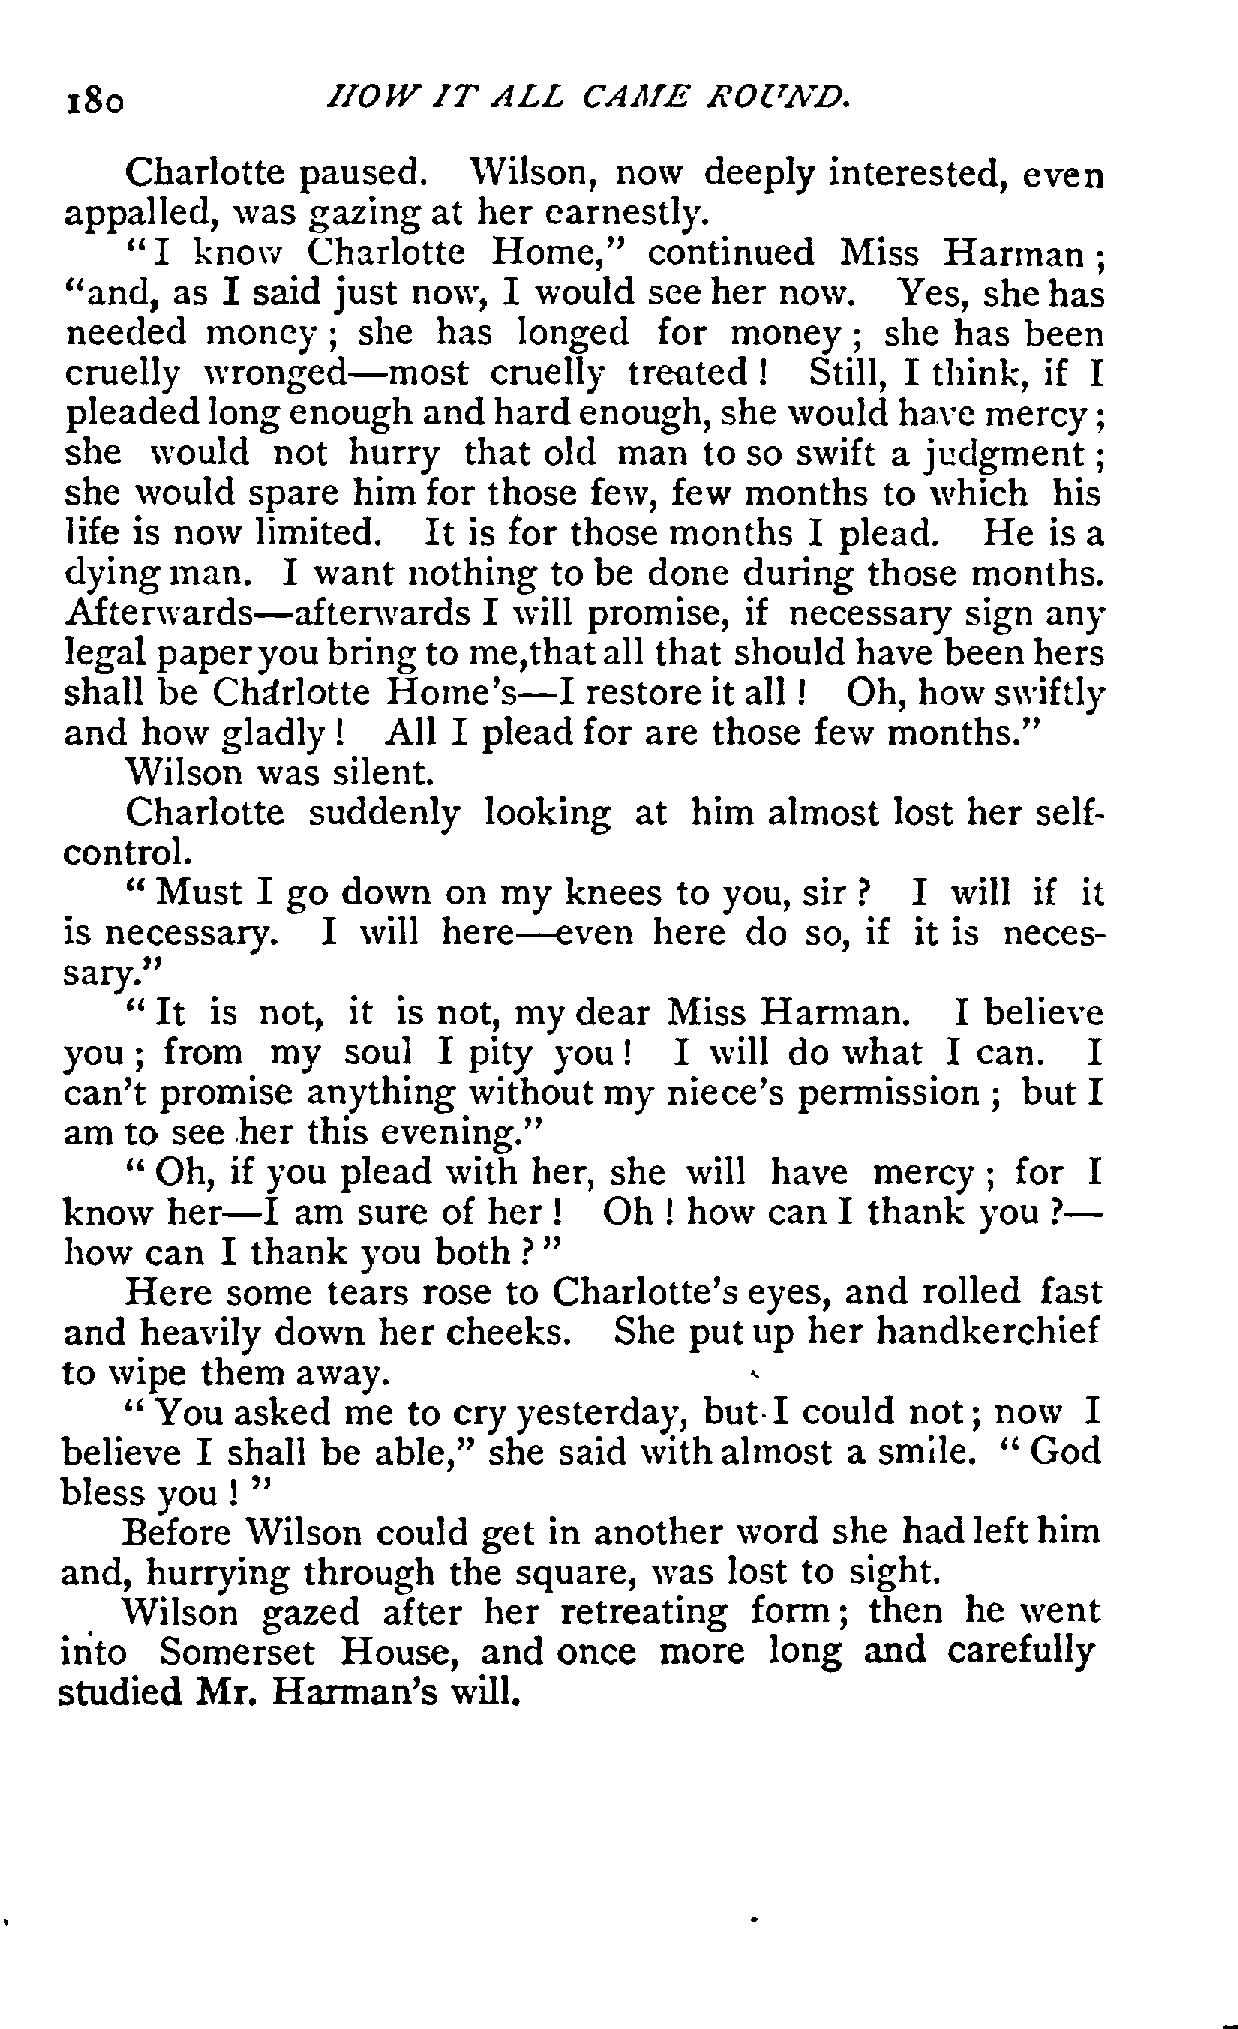 180 HOW IT ALL CAME ROUND.
Charlotte paused. Wilson, now deeply interested, even
appalled, was gazing at her earnestly.
"I know Charlotte Home," continued Miss Harman ;
"and, as I said just now, I would see her now. Yes, she has
needed money ; she has longed for money ; she has been
cruelly wronged—most cruelly treated ! Still, I think, if I
pleaded long enough and hard enough, she would have mercy ;
she would not hurry that old man to so swift a judgment ;
she would spare him for those few, few months to which his
life is now limited. It is for those months I plead. He is a
dying man. I want nothing to be done during those months.
Afterwards—afterwards I will promise, if necessary sign any
legal paper you bring to me,that all that should have been hers
shall be Charlotte Home's—I restore it all ! Oh, how swiftly
and how gladly ! All I plead for are those few months."
Wilson was silent.
Charlotte suddenly looking at him almost lost her self-
control.
" Must I go down on my knees to you, sir ? I will if it
is necessary. I will here—even here do so, if it is neces-
sary."
" It is not, it is not, my dear Miss Harman. I believe
you ; from my soul I pity you ! I will do what I can. I
can't promise anything without my niece's permission ; but I
am to see her this evening."
" Oh, if you plead with her, she will have mercy ; for I
know her—I am sure of her ! Oh ! how can I thank you ?—
how can I thank you both ? "
Here some tears rose to Charlotte's eyes, and rolled fast
and heavily down her cheeks. She put up her handkerchief
to wipe them away.
" You asked me to cry yesterday, but I could not ; now I
believe I shall be able," she said with almost a smile. " God
bless you ! "
Before Wilson could get in another word she had left him
and, hurrying through the square, was lost to sight.
Wilson gazed after her retreating form ; then he went
into Somerset House, and once more long and carefully
studied Mr. Harman's will.